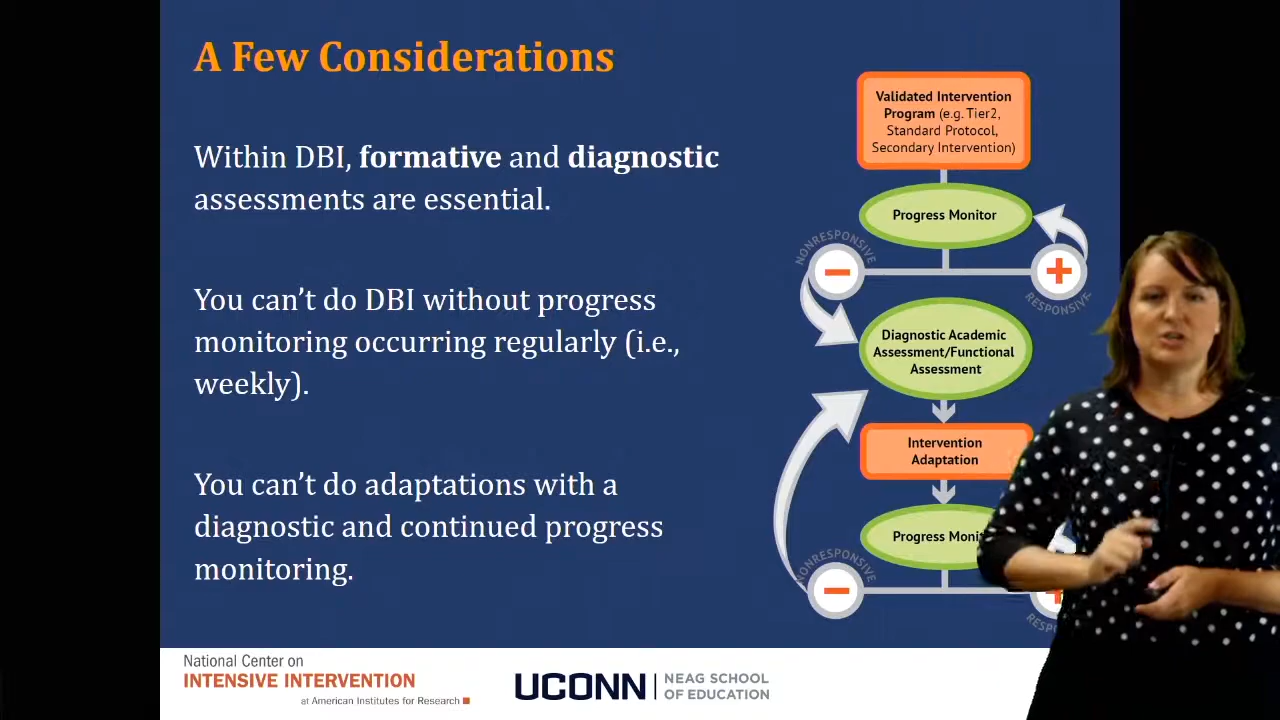 A Few Considerations
Within DBI, formative and diagnostic
assessments are essential.
You can't do DBI without progress
monitoring occurring regularly (i.e.,
weekly).
You can't do adaptations with a
diagnostic and continued progress
monitoring.
Validated Intervention
Program (e.g. Tier2,
Standard Protocol,
Secondary Intervention)
Progress Monitor
NONRESPONSIVE
RESPONSIVE
Diagnostic Academic
Assessment/Functional
Assessment
Intervention
Adaptation
Progress
NONRESPONSIVE
National Center on
INTENSIVE INTERVENTION
at American Institutes for Research
UCONN
NEAG SCHOOL
OF EDUCATION